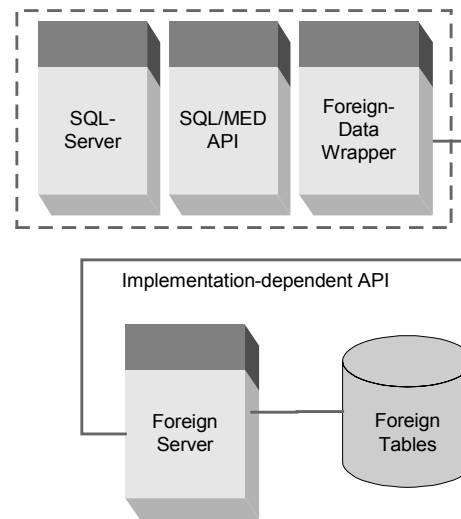 SQL-
Server
SQL/MED
API
Foreign-
Data
Wrapper
Implementation-dependent API
Foreign
Server
Foreign
Tables